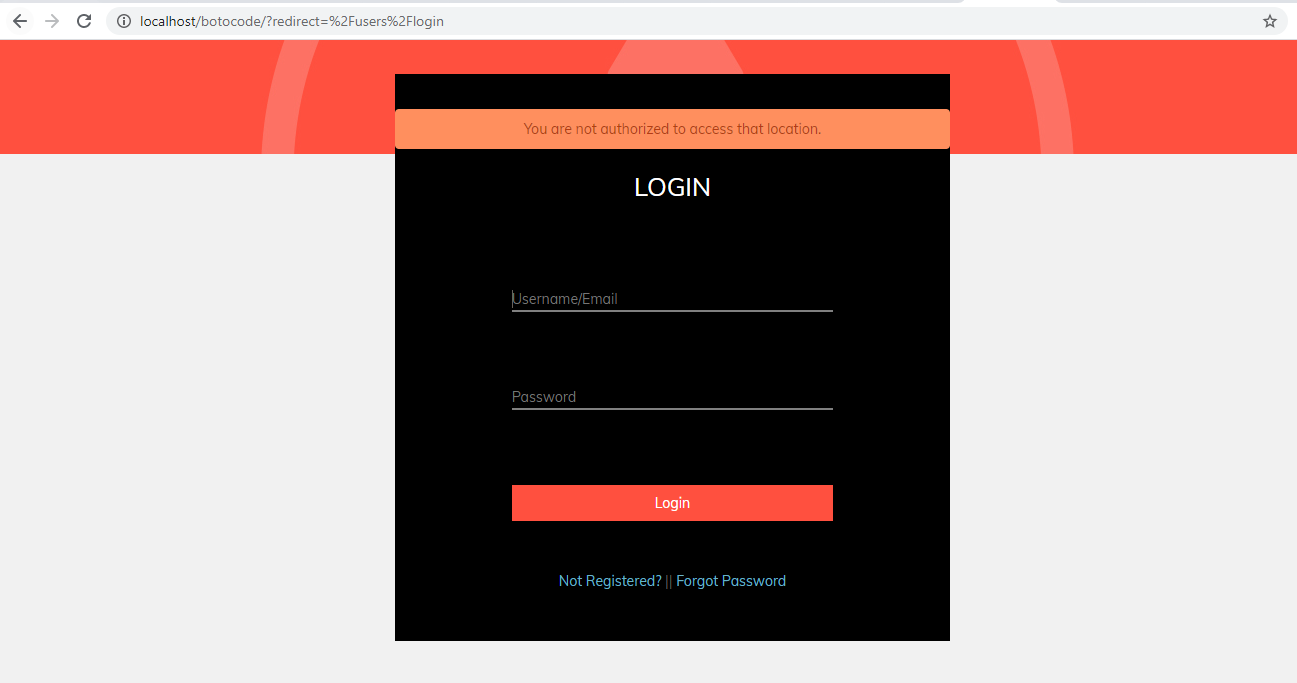 localhost/botocode/?redirect=%2Fusers%2Flogin
You are not authorized to access that location.
LOGIN
Username/Email
Password
Login
Not Registered? || Forgot Password